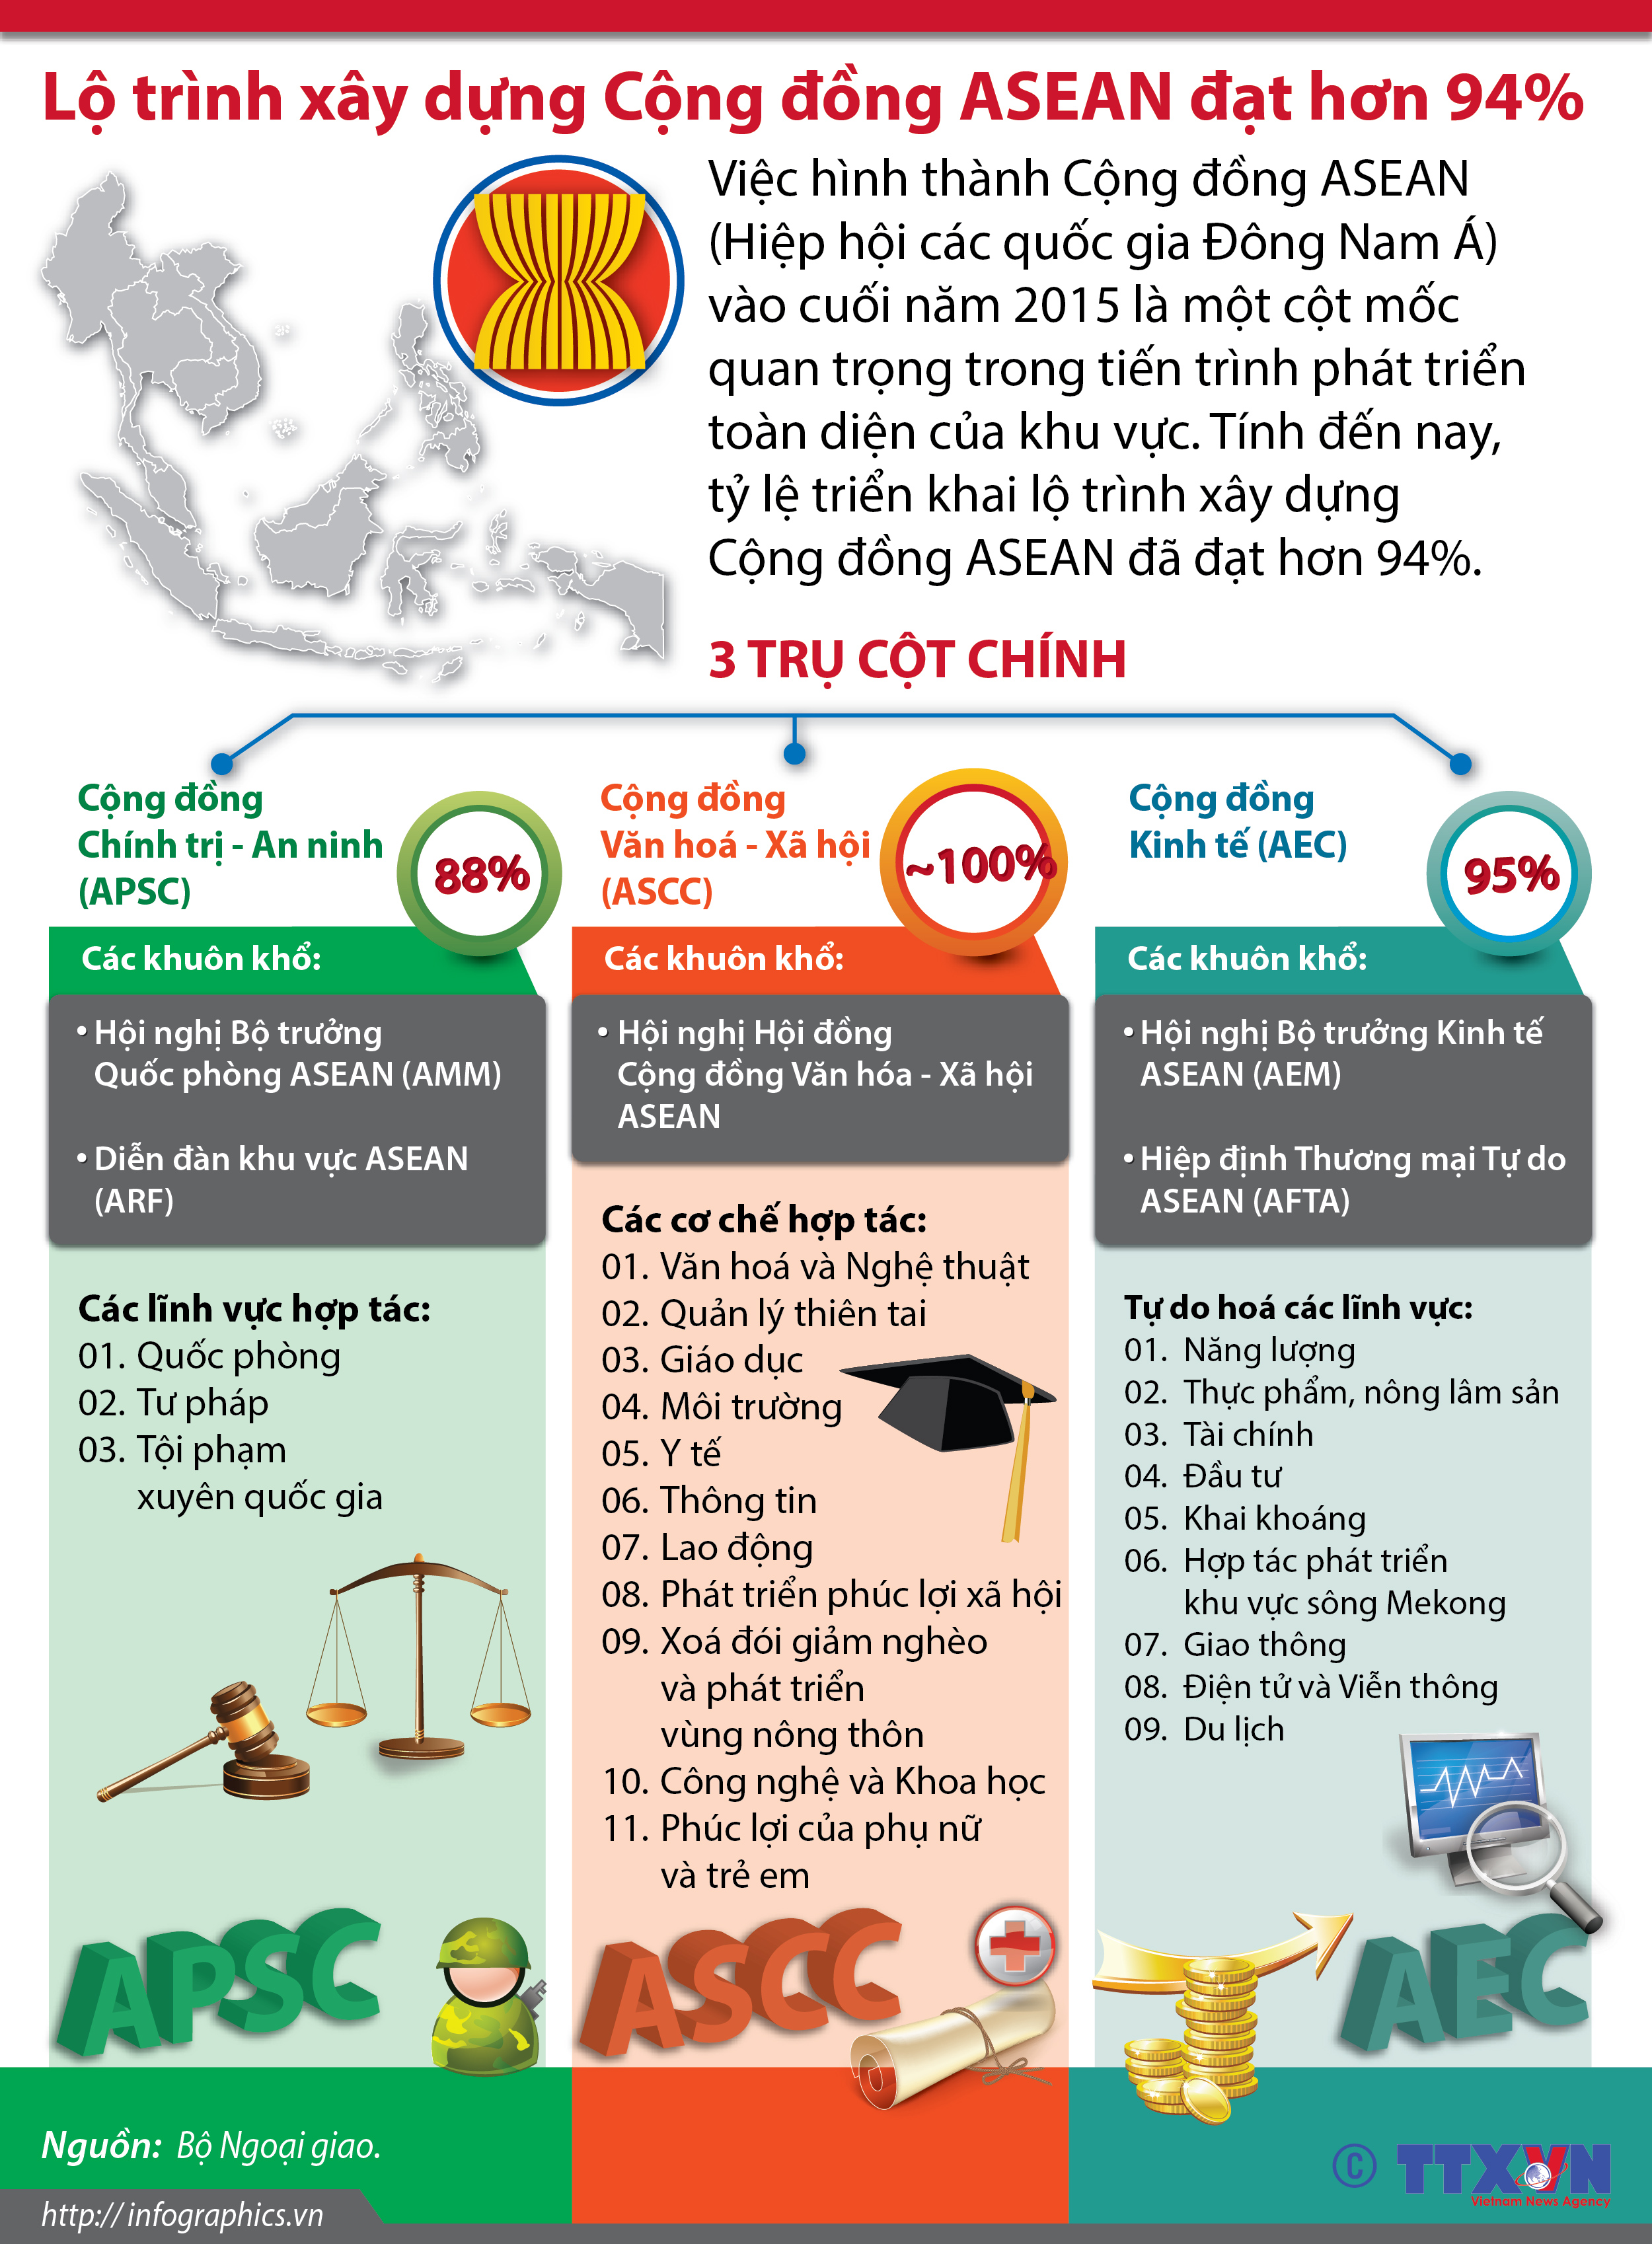 Lộ trình xây dựng Cộng đồng ASEAN đạt hơn 94%
Việc hình thành Cộng đồng ASEAN
(Hiệp hội các quốc gia Đông Nam Á)
vào cuối năm 2015 là một cột mốc
quan trọng trong tiến trình phát triển
toàn diện của khu vực. Tính đến nay,
tỷ lệ triển khai lộ trình xây dựng
Cộng đồng ASEAN đã đạt hơn 94%.
3 TRỤ CỘT CHÍNH
Cộng đồng
Chính trị - An ninh
(APSC)
88%
Các khuôn khổ:
• Hội nghị Bộ trưởng
Quốc phòng ASEAN (AMM)
• Diễn đàn khu vực ASEAN
(ARF)
Các lĩnh vực hợp tác:
01. Quốc phòng
02. Tư pháp
03. Tội phạm
xuyên quốc gia
APSC
Cộng đồng
Văn hoá - Xã hội
(ASCC)
~100%
Các khuôn khổ:
• Hội nghị Hội đồng
Cộng đồng Văn hóa - Xã hội
ASEAN
Các cơ chế hợp tác:
01. Văn hoá và Nghệ thuật
02. Quản lý thiên tai
03. Giáo dục
04. Môi trường
05. Y tế
06. Thông tin
07. Lao động
08. Phát triển phúc lợi xã hội
09. Xoá đói giảm nghèo
và phát triển
vùng nông thôn
10. Công nghệ và Khoa học
11. Phúc lợi của phụ nữ
và trẻ em
ASCC
Cộng đồng
Kinh tế (AEC)
95%
Các khuôn khổ:
• Hội nghị Bộ trưởng Kinh tế
ASEAN (AEM)
• Hiệp định Thương mại Tự do
ASEAN (AFTA)
Tự do hoá các lĩnh vực:
01. Năng lượng
02. Thực phẩm, nông lâm sản
03. Tài chính
04. Đầu tư
05. Khai khoáng
06. Hợp tác phát triển
khu vực sông Mekong
07. Giao thông
08. Điện tử và Viễn thông
09. Du lịch
AEC
Nguồn: Bộ Ngoại giao.
http:// infographics.vn
© TTXVN
Vietnam News Agency